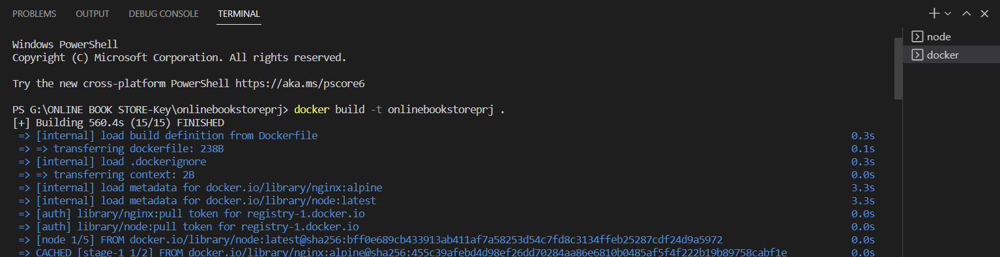 PROBLEMS OUTPUT DEBUG CONSOLE TERMINAL
node
docker
Windows PowerShell
Copyright (C) Microsoft Corporation. All rights reserved.
Try the new cross-platform PowerShell https://aka.ms/pscore6
PS G:\ONLINE BOOK STORE-Key\onlinebookstoreprj> docker build -t onlinebookstoreprj .
[+] Building 560.4s (15/15) FINISHED
=> [internal] load build definition from Dockerfile 0.3s
=> => transferring dockerfile: 238B 0.1s
=> [internal] load .dockerignore 0.3s
=> => transferring context: 2B 0.0s
=> [internal] load metadata for docker.io/library/nginx:alpine 3.3s
=> [internal] load metadata for docker.io/library/node:latest 3.3s
=> [auth] library/nginx:pull token for registry-1.docker.io 0.0s
=> [auth] library/node:pull token for registry-1.docker.io 0.0s
=> [node 1/5] FROM docker.io/library/node:latest@sha256:bff0e689cb433913ab411af7a58253d54c7fd8c3134ffeb25287cdf24d9a5972 0.0s
=> CACHED [stage-1 1/2] FROM docker.io/library/nginx:alpine@sha256:455c39afebd4d98ef26dd70284aa86e6810b0485af5f4f222b19b89758cabf1e 0.0s